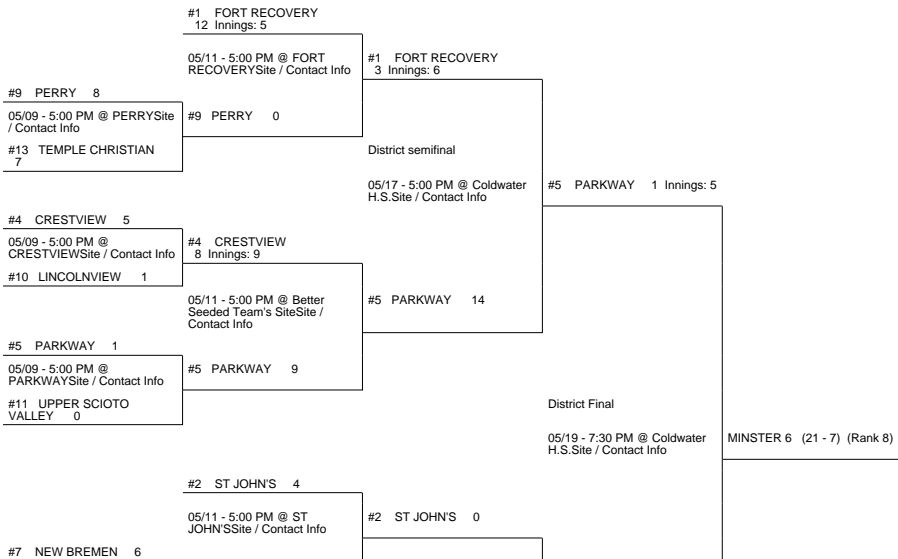 #1 FORT RECOVERY
12 Innings: 5
05/11 - 5:00 PM @ FORT
RECOVERYSite / Contact Info
#1 FORT RECOVERY
3 Innings: 6
#9 PERRY 8
05/09 - 5:00 PM @ PERRYSite
/ Contact Info
#9 PERRY 0
#13 TEMPLE CHRISTIAN
7
District semifinal
05/17 - 5:00 PM @ Coldwater
H.S.Site / Contact Info
#5 PARKWAY 1 Innings: 5
#4 CRESTVIEW 5
05/09 - 5:00 PM @
CRESTVIEWSite / Contact Info
#4 CRESTVIEW
8 Innings: 9
#10 LINCOLNVIEW 1
05/11 - 5:00 PM @ Better
Seeded Team's SiteSite /
Contact Info
#5 PARKWAY 14
#5 PARKWAY 1
05/09 - 5:00 PM @
PARKWAYSite / Contact Info
#5 PARKWAY 9
#11 UPPER SCIOTO
VALLEY 0
District Final
05/19 - 7:30 PM @ Coldwater
H.S.Site / Contact Info
MINSTER 6 (21 - 7) (Rank 8)
#2 ST JOHN'S 4
05/11 - 5:00 PM @ ST
JOHN'SSite / Contact Info
#2 ST JOHN'S 0
#7 NEW BREMEN 6